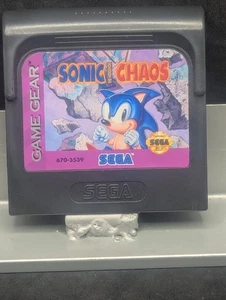 GAME GEAR
SONIC CHAOS
670-5539
SEGA
SEGA